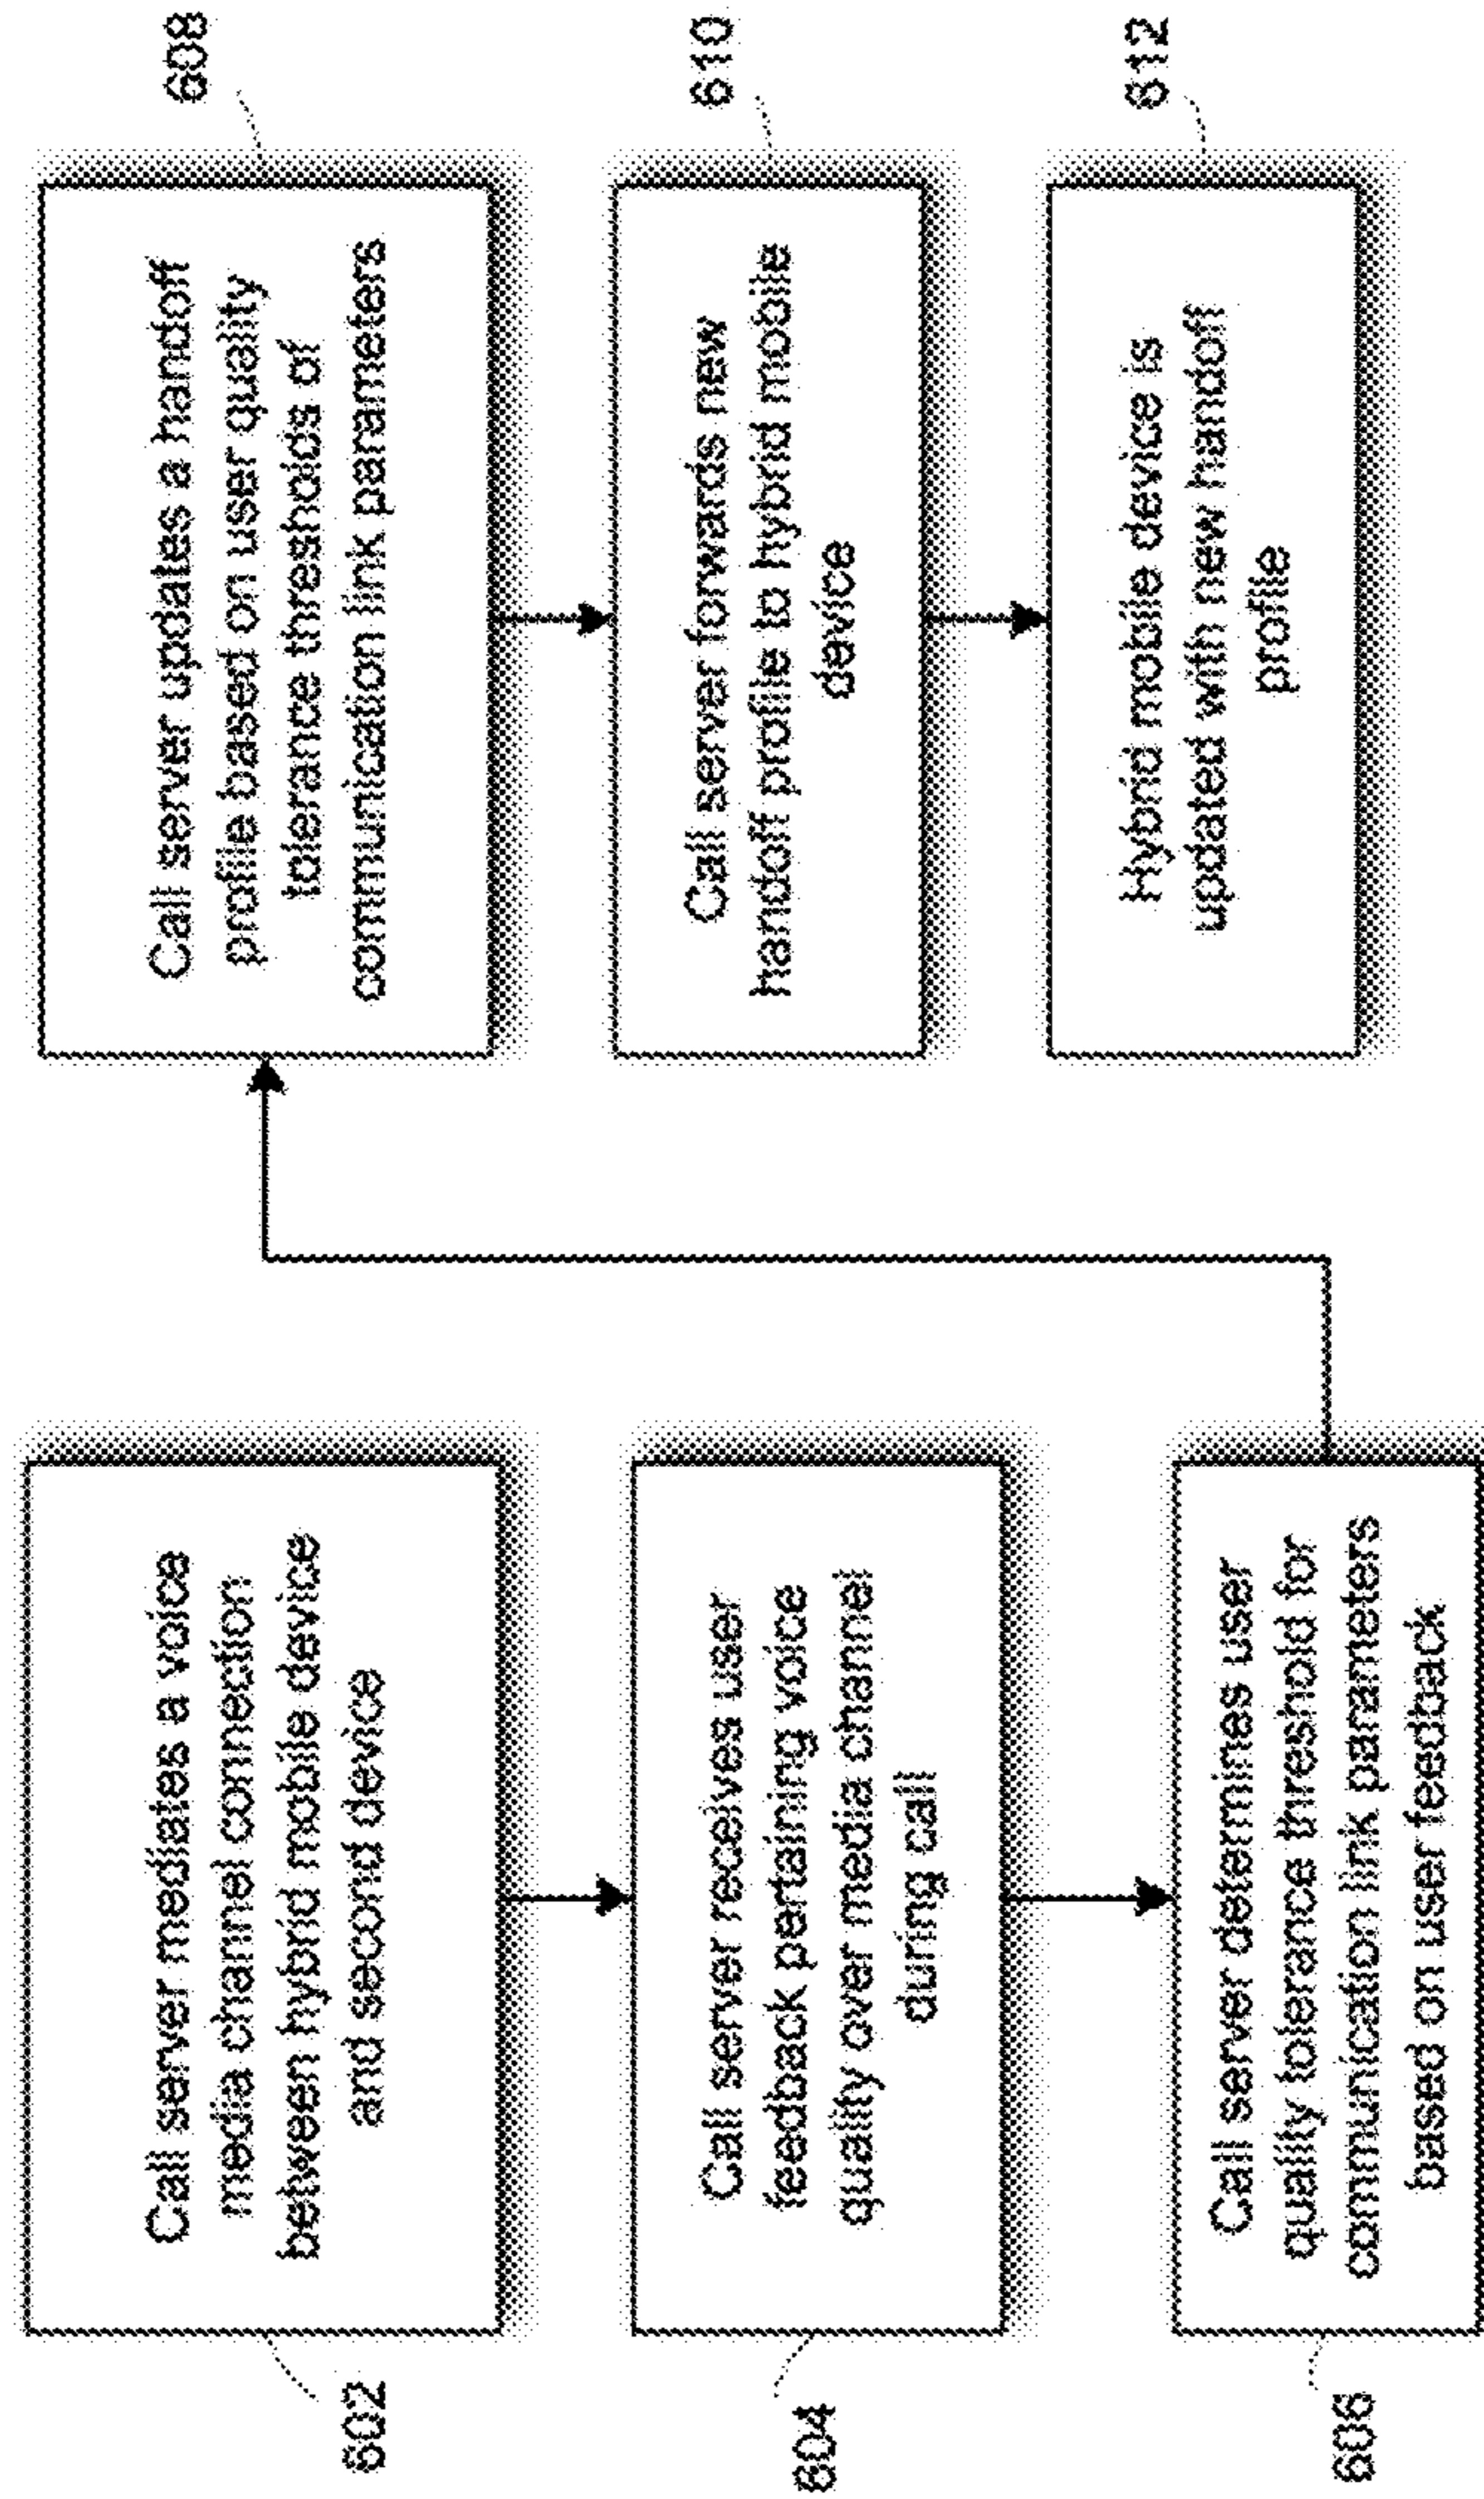 602
Call server mediates a voice
media channel connection
between hybrid mobile device
and second device
604
Call server receives user
feedback pertaining voice
quality over media channel
during call
606
Call server determines user
quality tolerance threshold for
communication link parameters
based on user feedback
608
Call server updates a handoff
profile based on user quality
tolerance thresholds of
communication link parameters
610
Call server forwards new
handoff profile to hybrid mobile
device
612
Hybrid mobile device is
updated with new handoff
profile